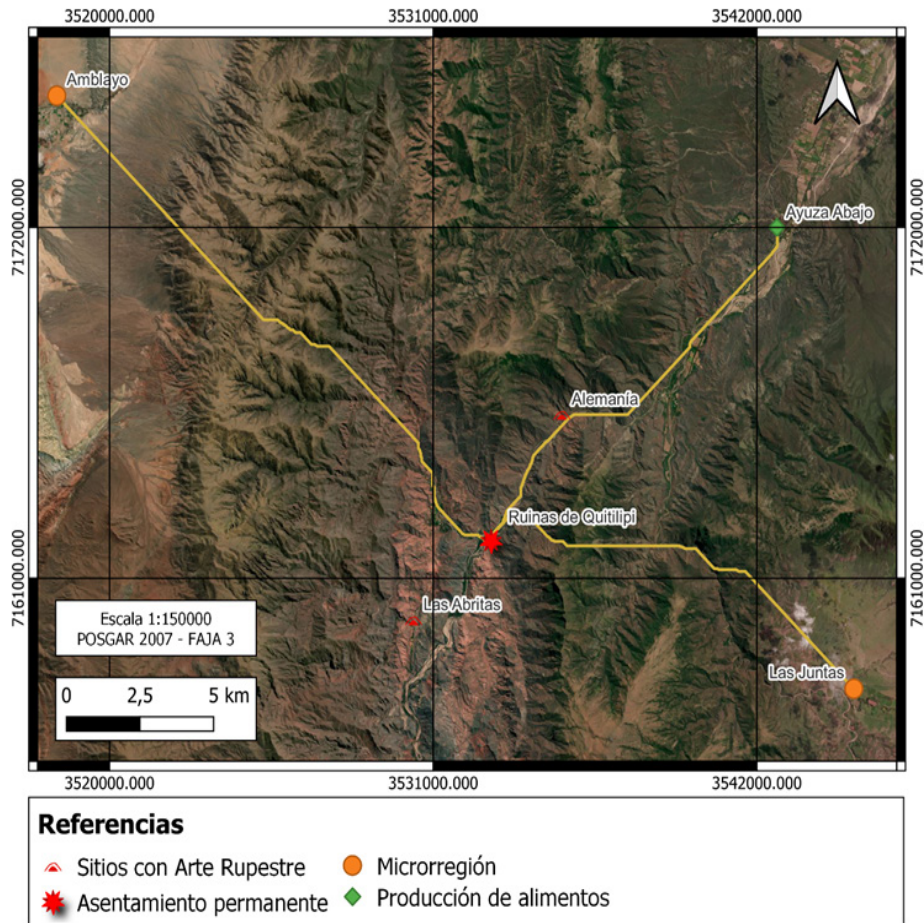 3520000.000 3531000.000 3542000.000
Amblayo
Ayuza Abajo
7172000.000 7172000.000
Alemanía
Ruinas de Quitilipi
7161000.000 7161000.000
Las Abritas
Escala 1:150000
POSGAR 2007 - FAJA 3
Las Juntas
0 2,5 5 km
3520000.000 3531000.000 3542000.000
Referencias
Sitios con Arte Rupestre
Microrregión
Asentamiento permanente
Producción de alimentos